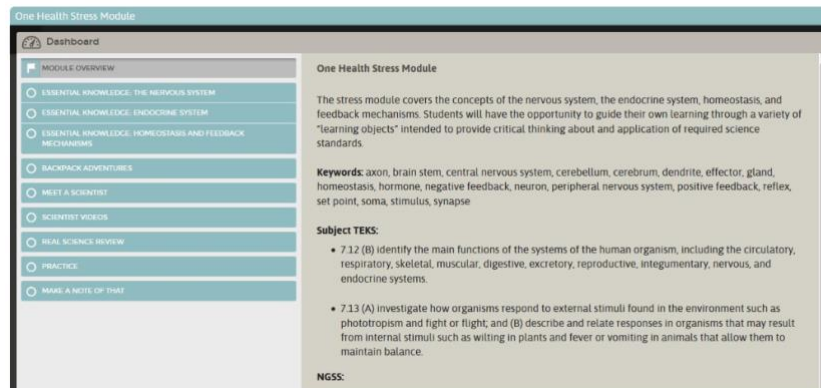 One Health Stress Module
Dashboard
MODULE OVERVIEW
ESSENTIAL KNOWLEDGE: THE NERVOUS SYSTEM
ESSENTIAL KNOWLEDGE: ENDOCRINE SYSTEM
ESSENTIAL KNOWLEDGE: HOMEOSTASIS AND FEEDBACK
MECHANISMS
BACKPACK ADVENTURES
MEET A SCIENTIST
SCIENTIST VIDEOS
REAL SCIENCE REVIEW
PRACTICE
MAKE A NOTE OF THAT
One Health Stress Module
The stress module covers the concepts of the nervous system, the endocrine system, homeostasis, and
feedback mechanisms. Students will have the opportunity to guide their own learning through a variety of
"learning objects" intended to provide critical thinking about and application of required science
standards.
Keywords: axon, brain stem, central nervous system, cerebellum, cerebrum, dendrite, effector, gland,
homeostasis, hormone, negative feedback, neuron, peripheral nervous system, positive feedback, reflex,
set point, soma, stimulus, synapse
Subject TEKS:
• 7.12 (B) identify the main functions of the systems of the human organism, including the circulatory,
respiratory, skeletal, muscular, digestive, excretory, reproductive, integumentary, nervous, and
endocrine systems.
• 7.13 (A) investigate how organisms respond to external stimuli found in the environment such as
phototropism and fight or flight; and (B) describe and relate responses in organisms that may result
from internal stimuli such as wilting in plants and fever or vomiting in animals that allow them to
maintain balance.
NGSS: